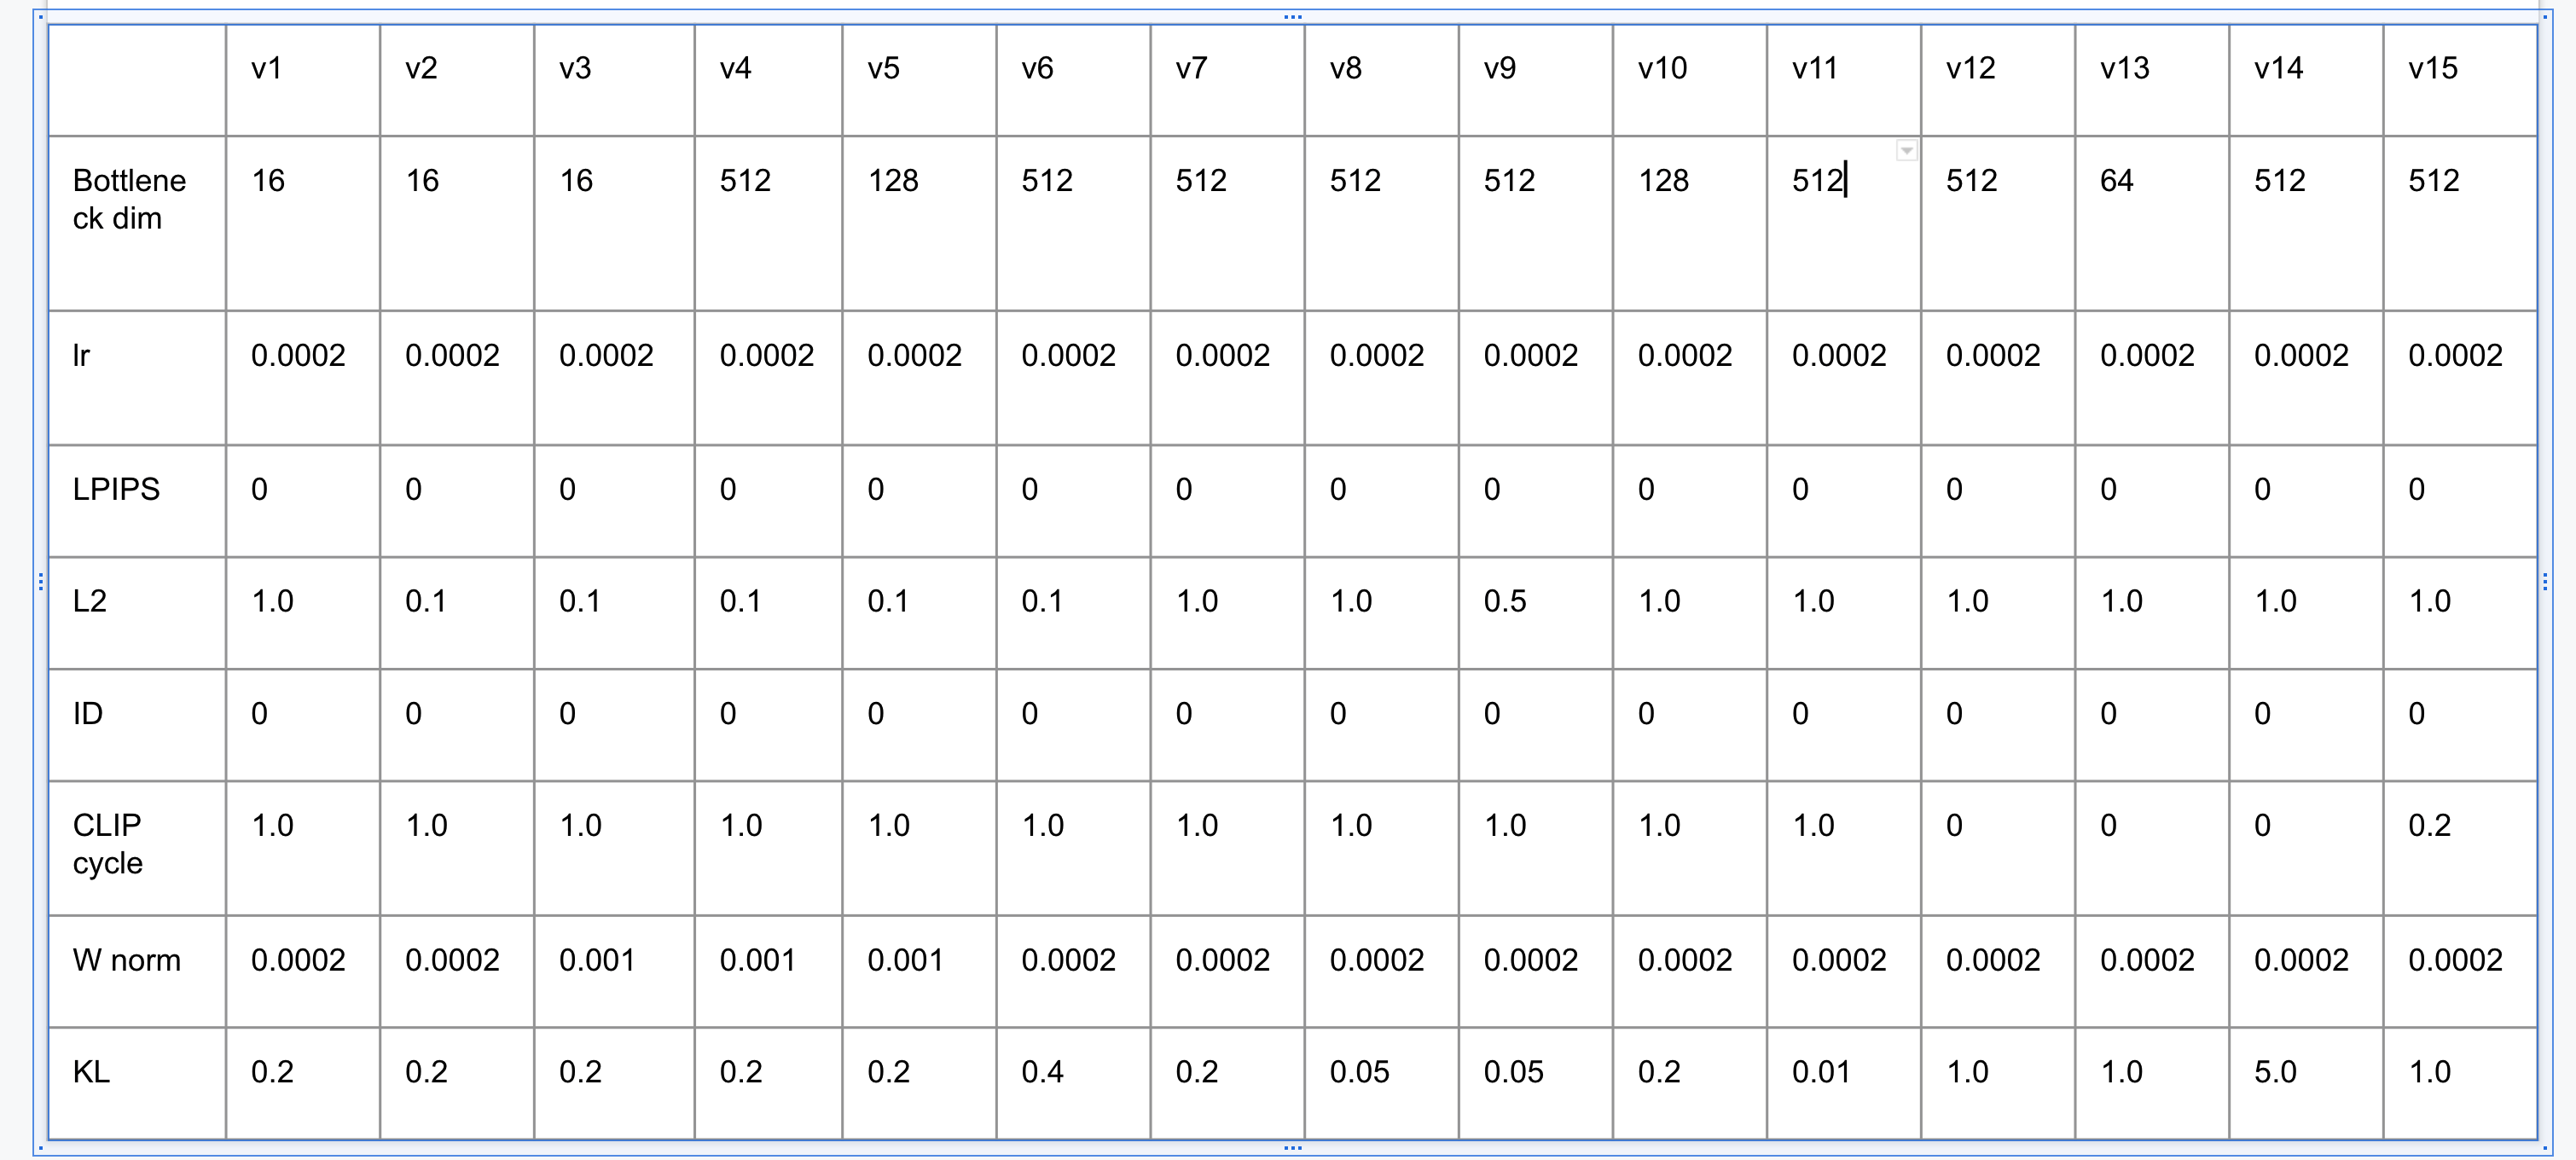 v1 v2 v3 v4 v5 v6 v7 v8 v9 v10 v11 v12 v13 v14 v15
Bottlene 16 16 16 512 128 512 512 512 512 128 512 512 64 512 512
ck dim
lr 0.0002 0.0002 0.0002 0.0002 0.0002 0.0002 0.0002 0.0002 0.0002 0.0002 0.0002 0.0002 0.0002 0.0002 0.0002
LPIPS 0 0 0 0 0 0 0 0 0 0 0 0 0 0 0
L2 1.0 0.1 0.1 0.1 0.1 0.1 1.0 1.0 0.5 1.0 1.0 1.0 1.0 1.0 1.0
ID 0 0 0 0 0 0 0 0 0 0 0 0 0 0 0
CLIP 1.0 1.0 1.0 1.0 1.0 1.0 1.0 1.0 1.0 1.0 1.0 0 0 0 0.2
cycle
W norm 0.0002 0.0002 0.001 0.001 0.001 0.0002 0.0002 0.0002 0.0002 0.0002 0.0002 0.0002 0.0002 0.0002 0.0002
KL 0.2 0.2 0.2 0.2 0.2 0.4 0.2 0.05 0.05 0.2 0.01 1.0 1.0 5.0 1.0